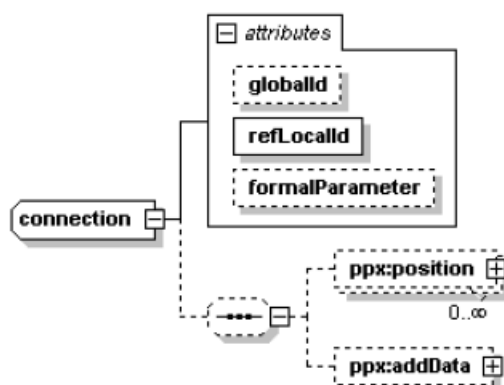 attributes
globalId
refLocalId
formalParameter
connection
ppx:position
0..∞
ppx:addData